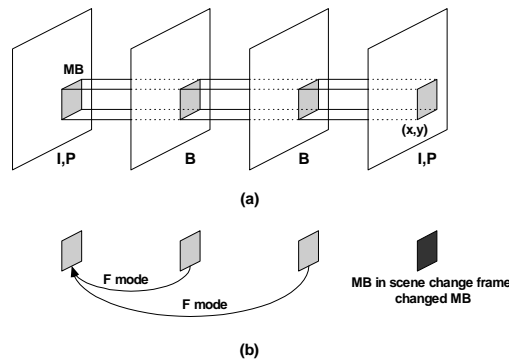 MB
(x,y)
I,P
B
B
I,P
(a)
F mode
F mode
MB in scene change frame
changed MB
(b)